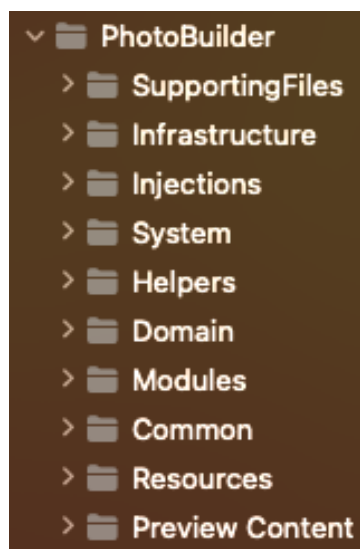 PhotoBuilder
SupportingFiles
Infrastructure
Injections
System
Helpers
Domain
Modules
Common
Resources
Preview Content